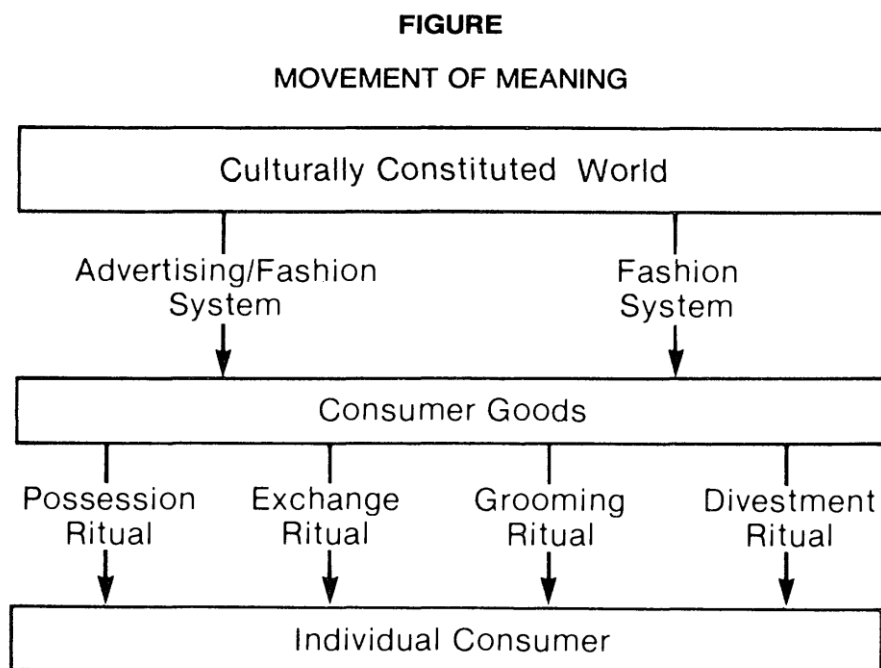 FIGURE
MOVEMENT OF MEANING
Culturally Constituted World
Advertising/Fashion
System
Fashion
System
Consumer Goods
Possession
Ritual
Exchange
Ritual
Grooming
Ritual
Divestment
Ritual
Individual Consumer